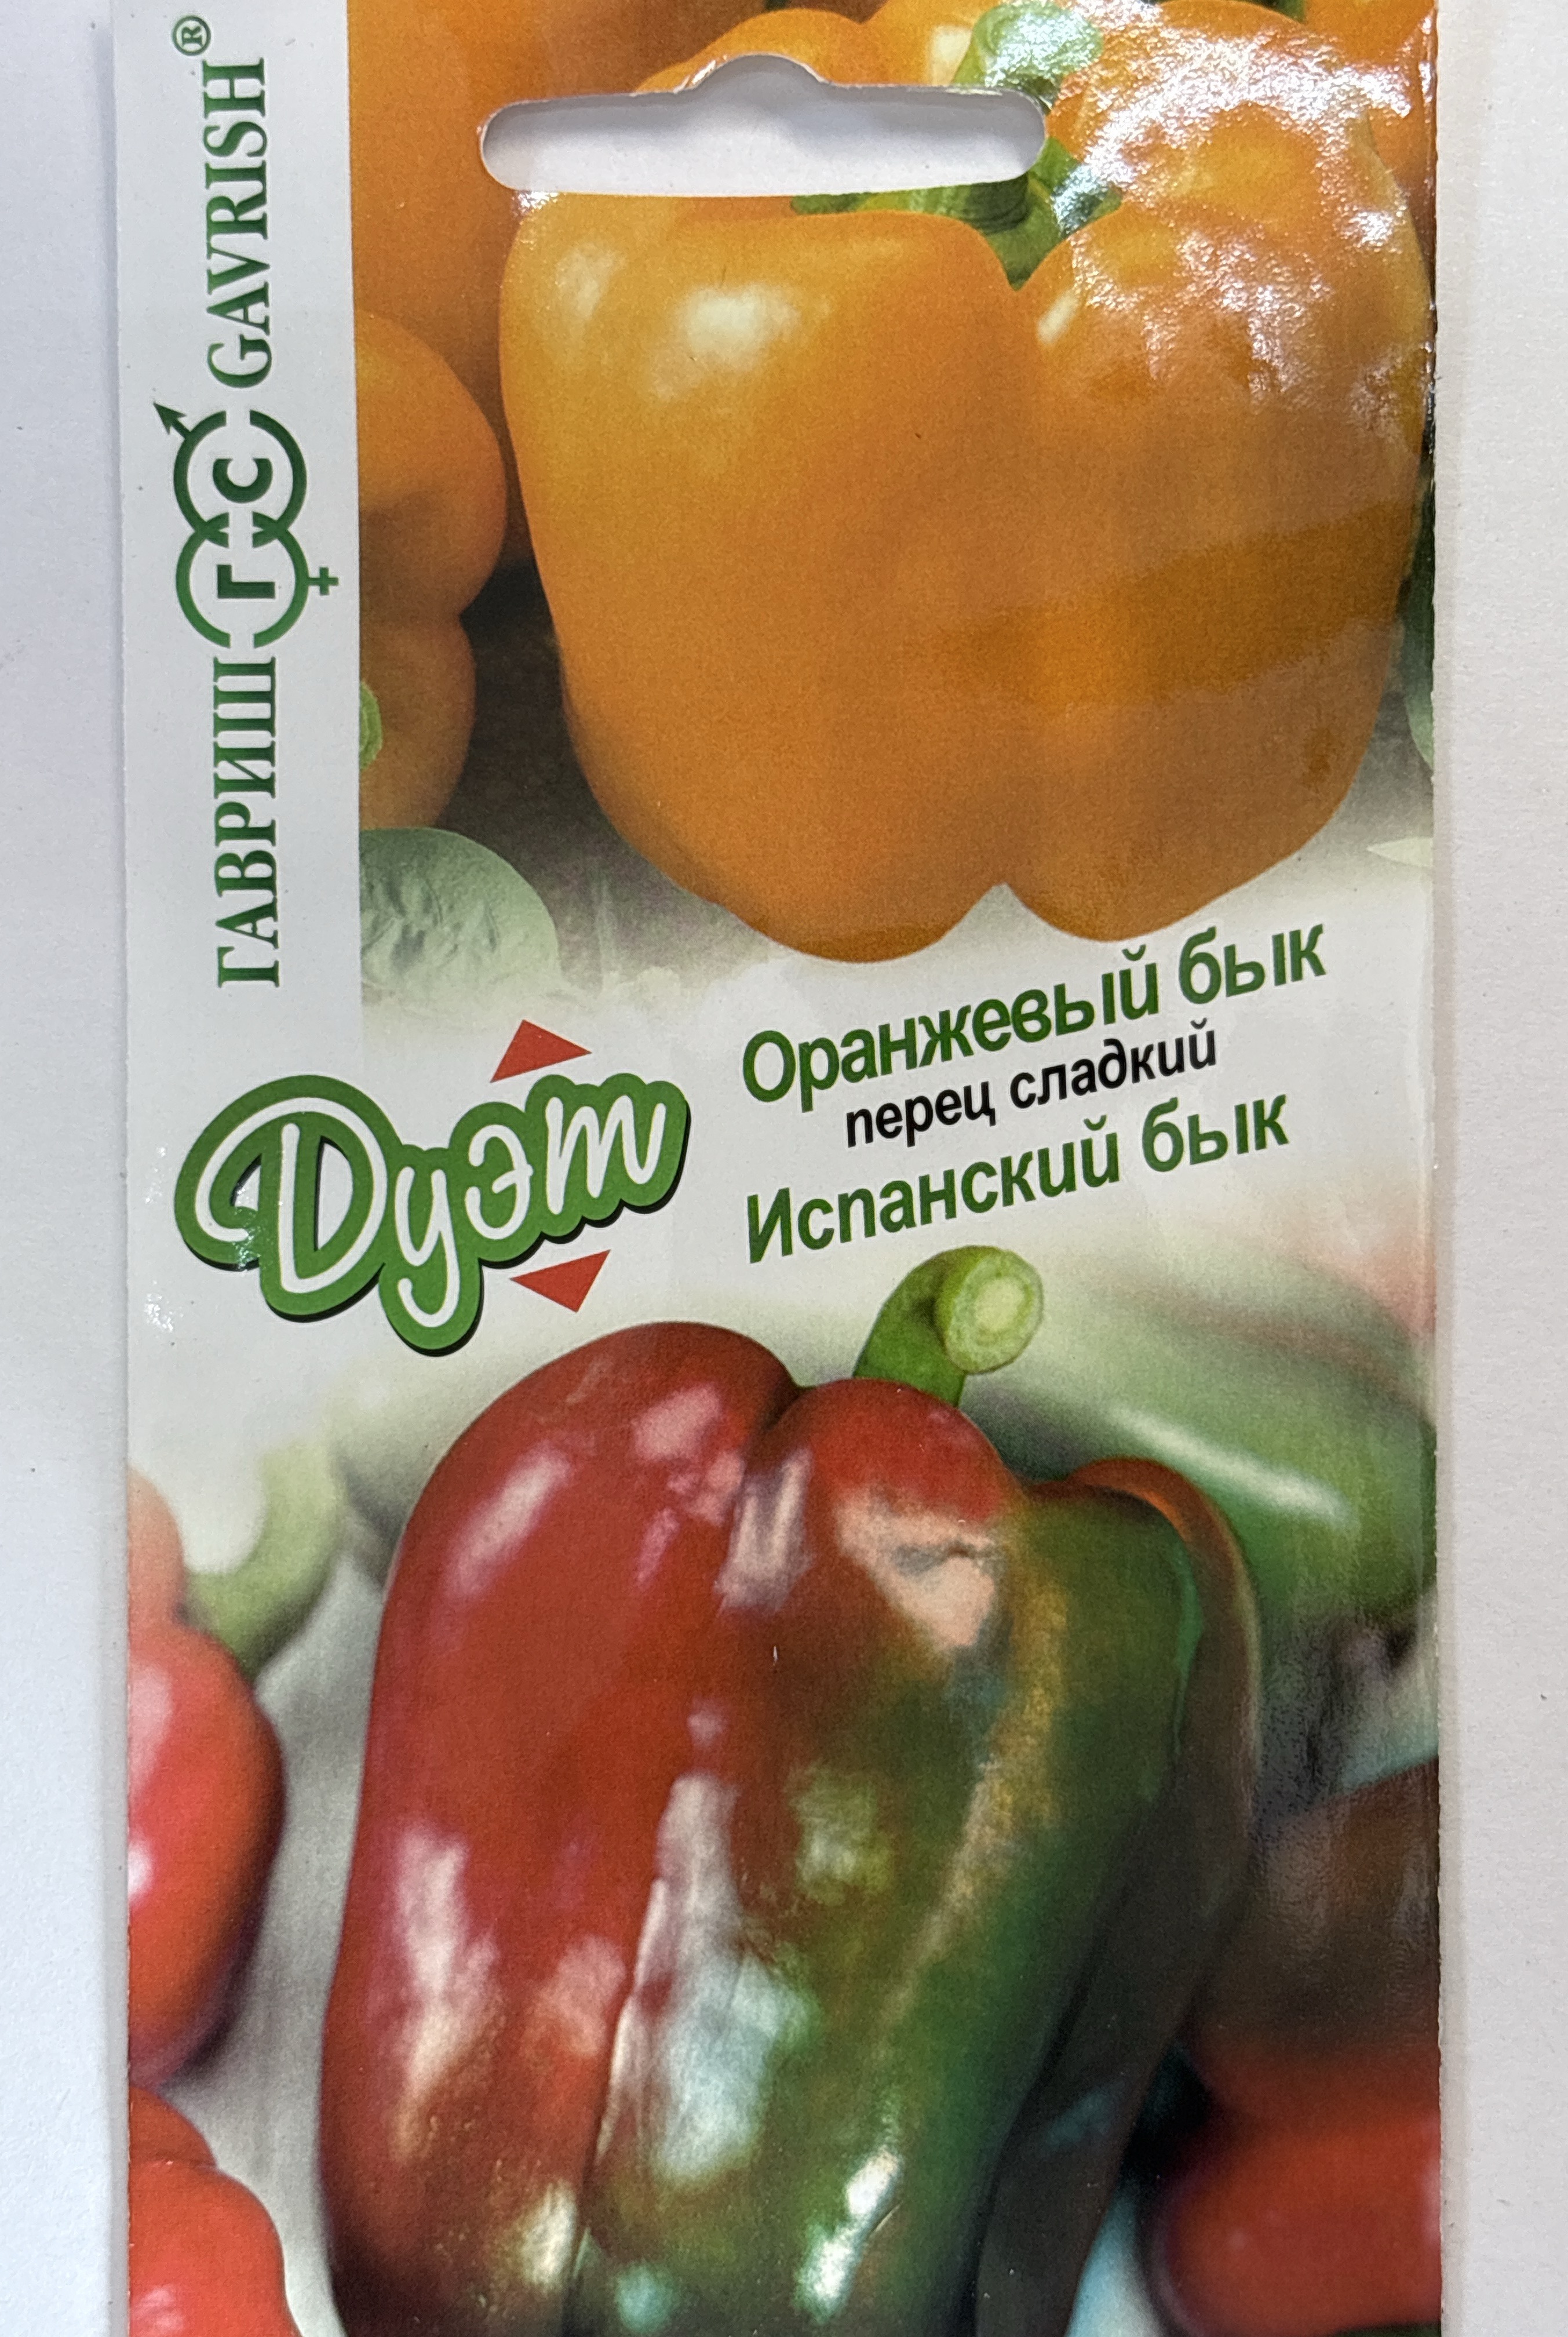 ГАВРИШ ГС GAVRISH®
Дуэт
Оранжевый бык
перец сладкий
Испанский бык